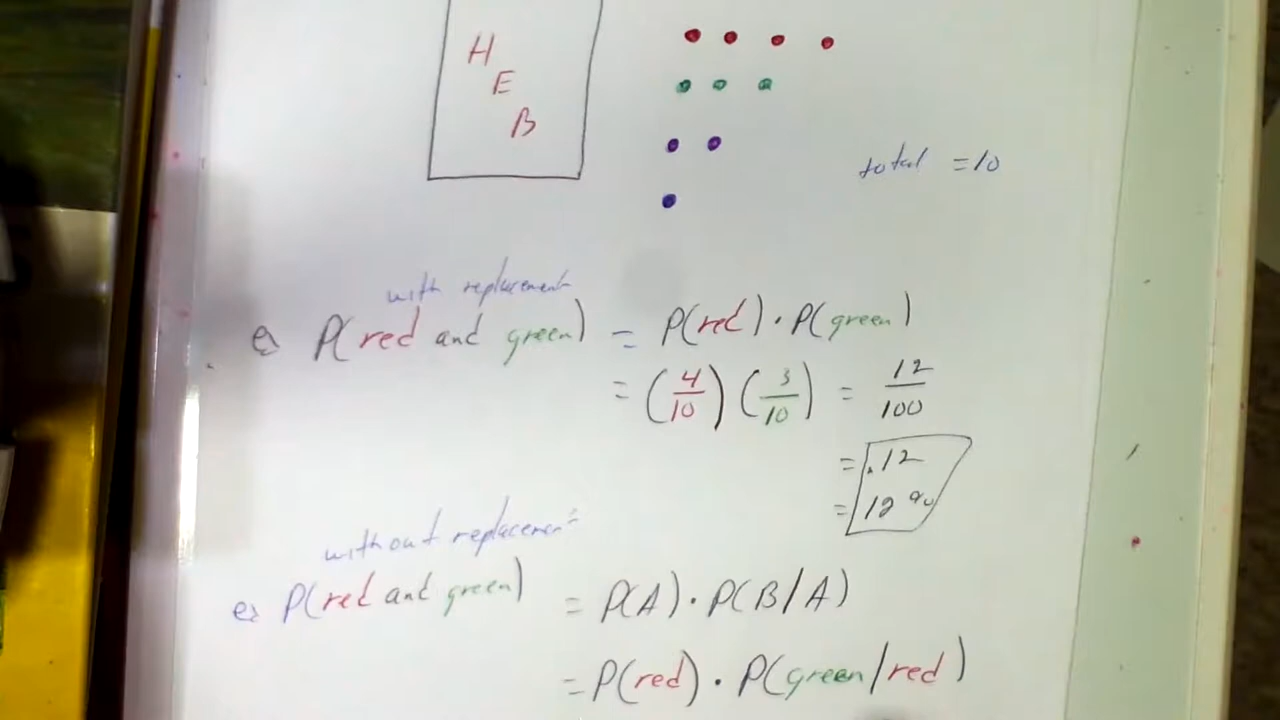 H
E
B
total = 10
with replacement
ex P(red and green) = P(red) · P(green)
= (4/10) (3/10) = 12/100
= .12
= 12%
without replacement
ex P(red and green) = P(A) · P(B/A)
= P(red) · P(green/red)